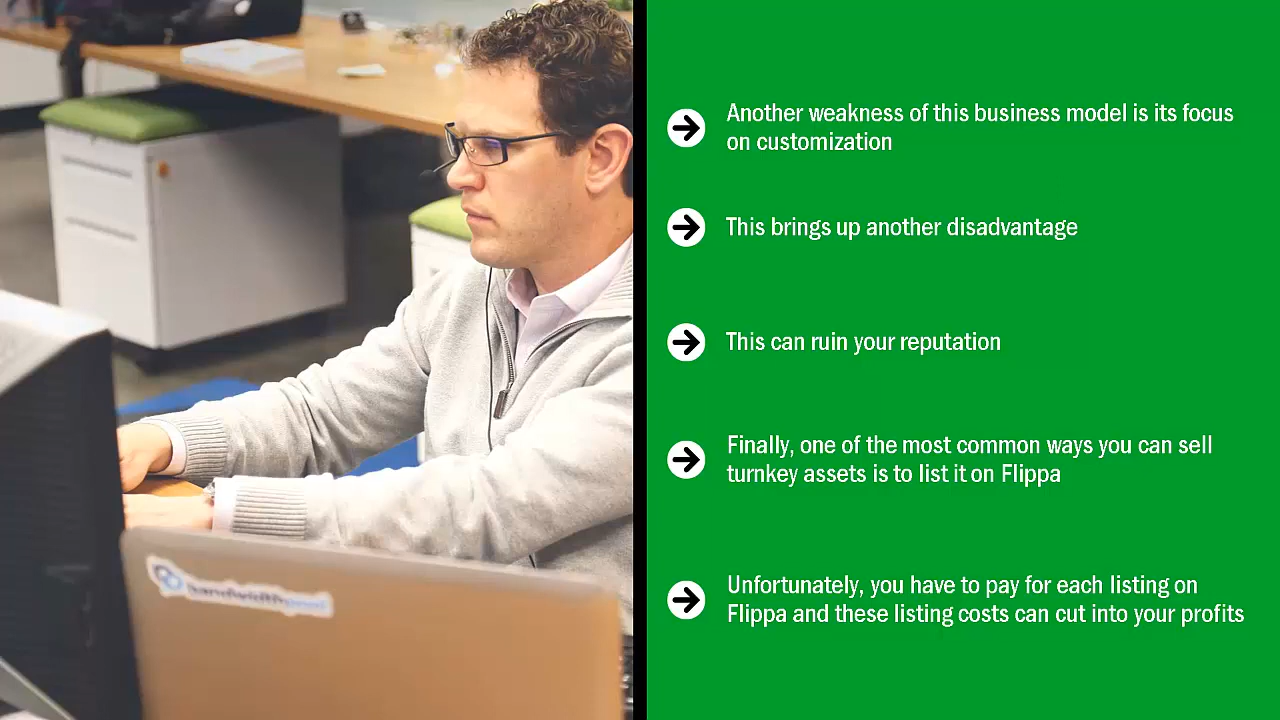 Another weakness of this business model is its focus
on customization
This brings up another disadvantage
This can ruin your reputation
Finally, one of the most common ways you can sell
turnkey assets is to list it on Flippa
Unfortunately, you have to pay for each listing on
Flippa and these listing costs can cut into your profits
bandwidthpool